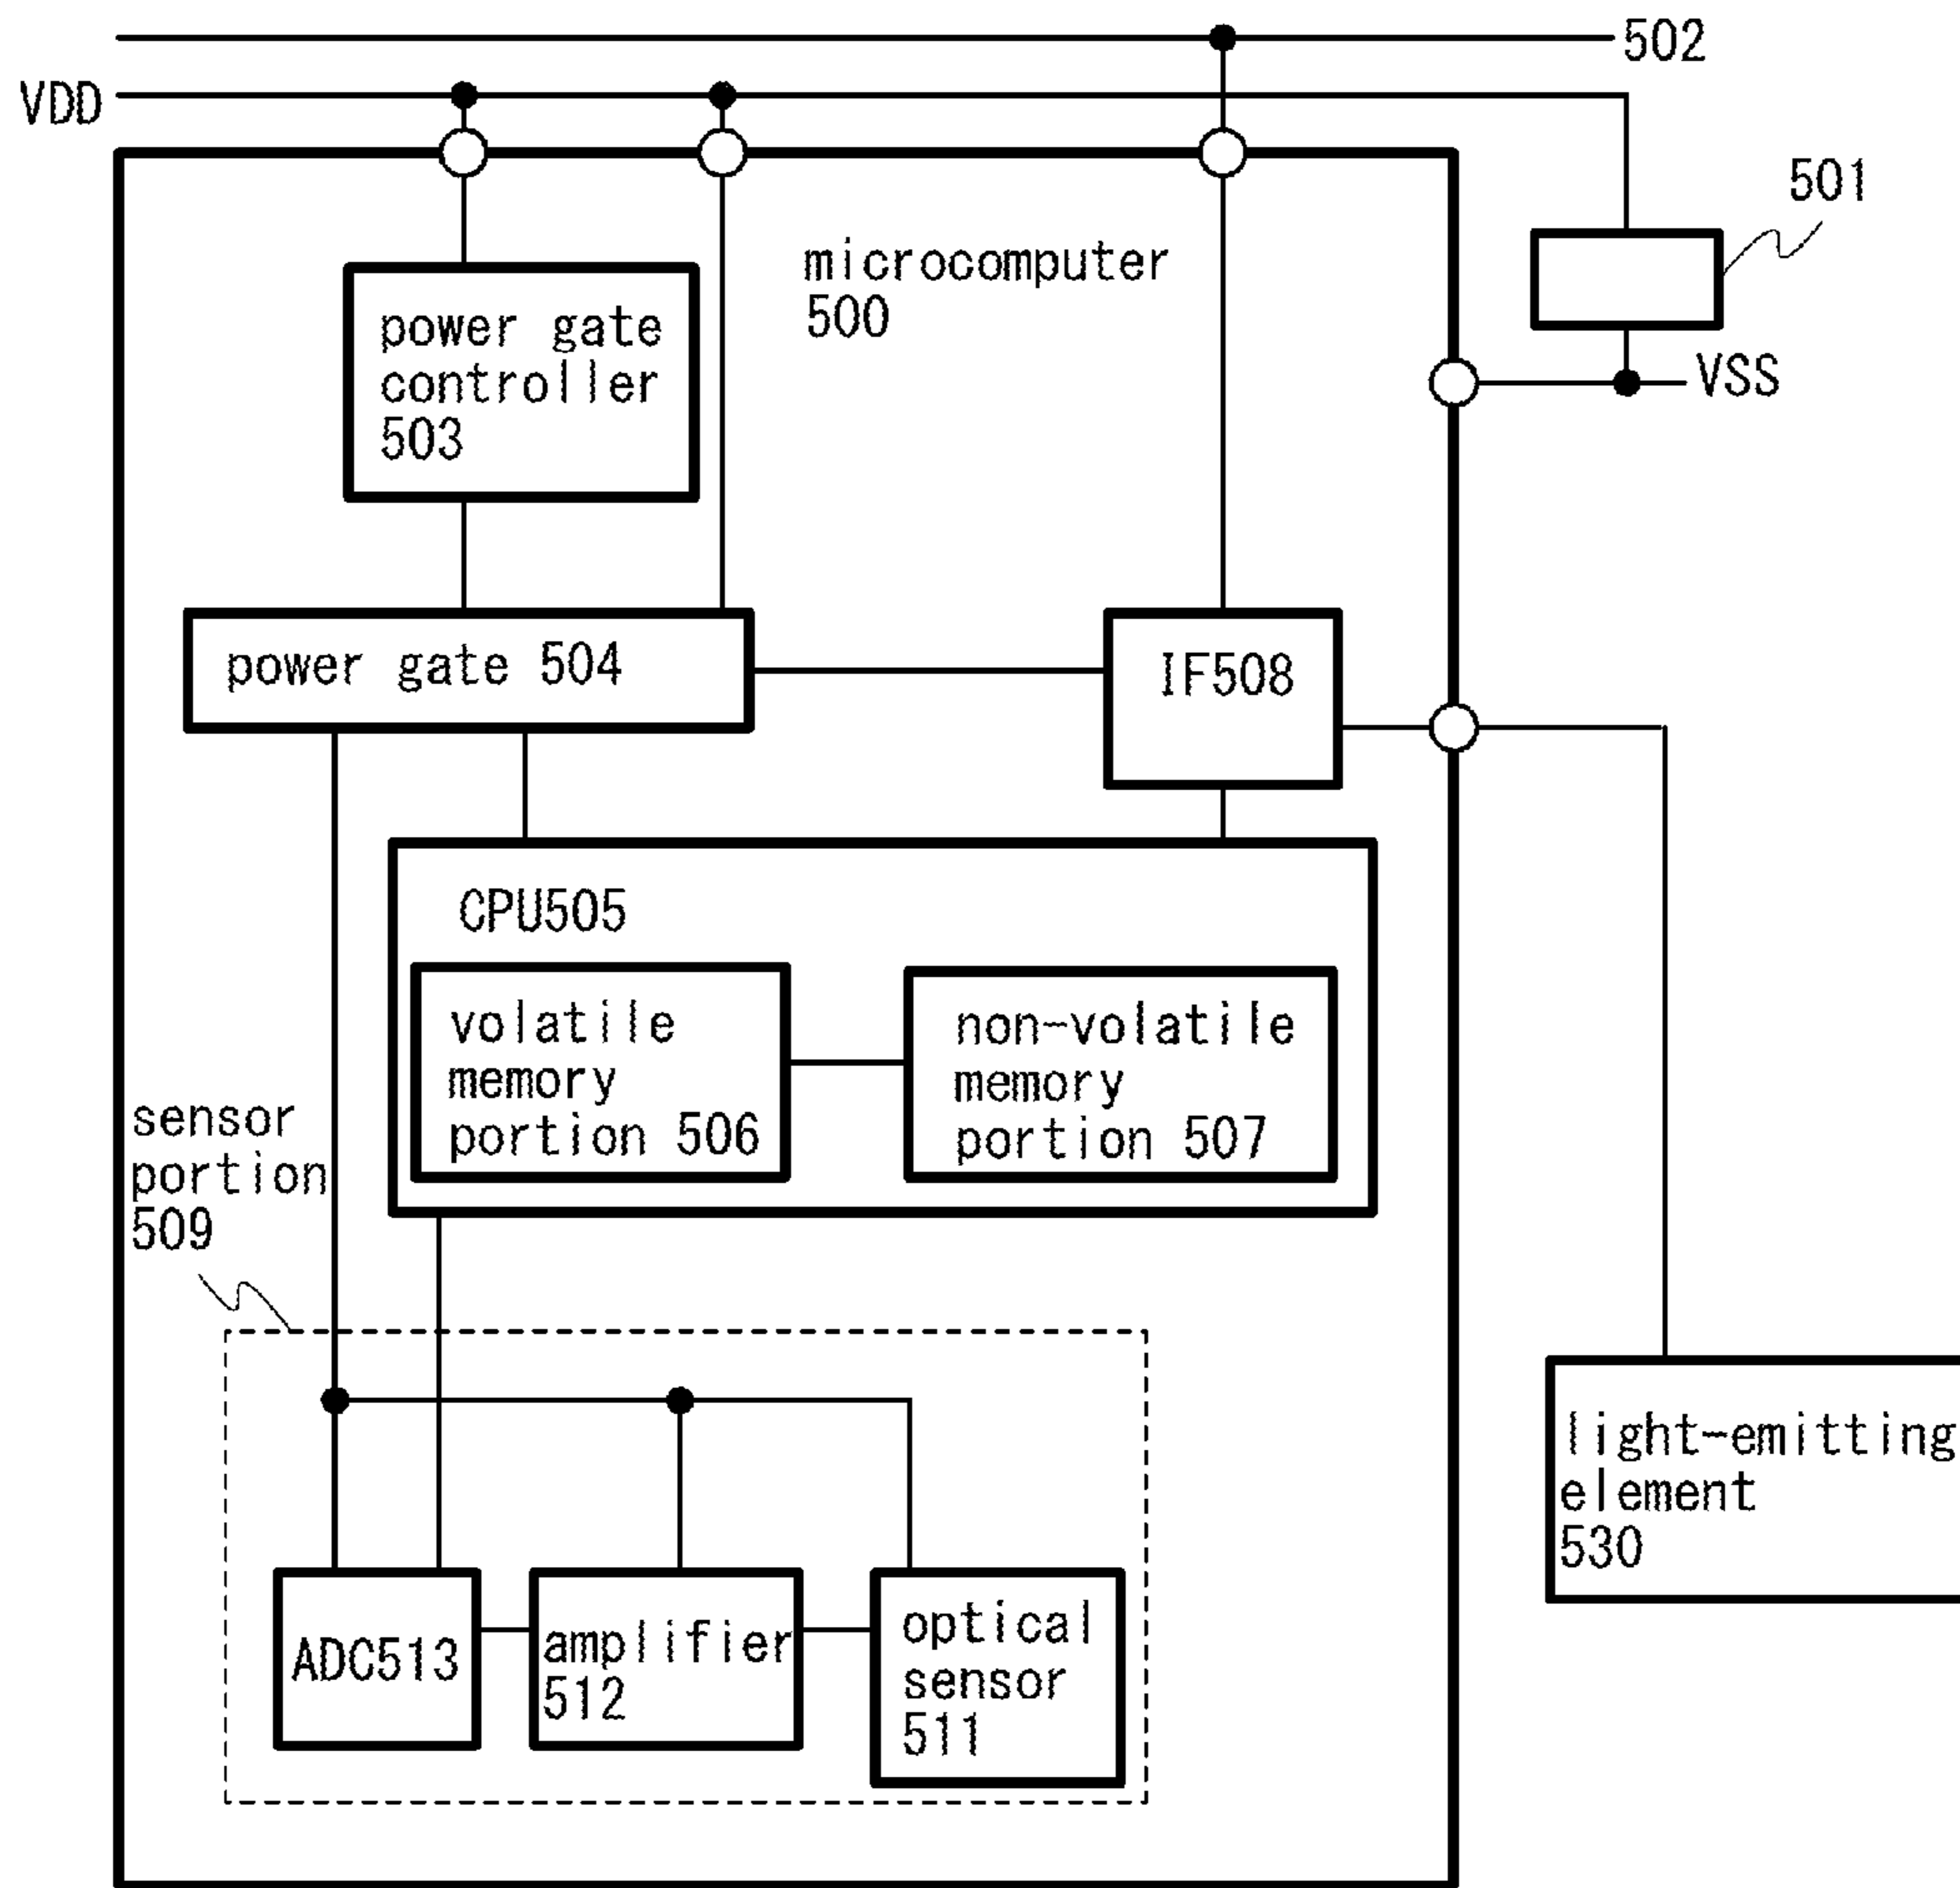 502
VDD
501
microcomputer
500
power gate
controller
503
VSS
power gate 504
IF508
CPU505
volatile
memory
portion 506
non-volatile
memory
portion 507
sensor
portion
509
light-emitting
element
530
ADC513
amplifier
512
optical
sensor
511